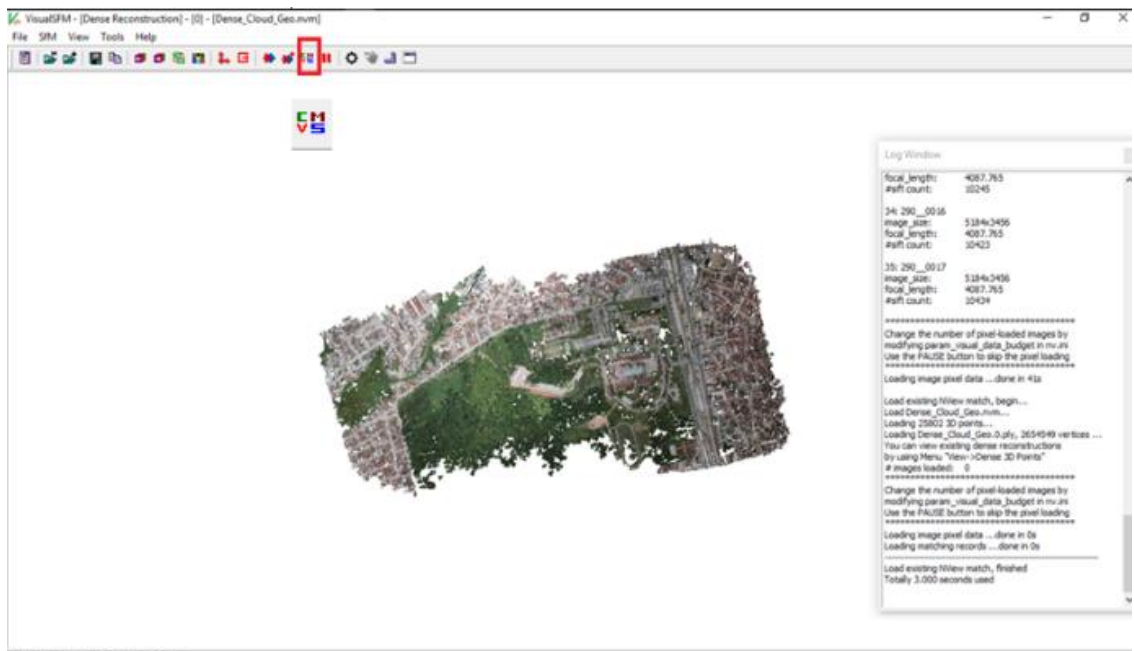 VisualSFM - [Dense Reconstruction] - [0] - [Dense_Cloud_Geo.nvm]
File SfM View Tools Help
CM
VS
Log Window
focal_length: 4087.765
#sift count: 10245
34: 290__0016
image_size: 5184x3456
focal_length: 4087.765
#sift count: 10423
35: 290__0017
image_size: 5184x3456
focal_length: 4087.765
#sift count: 10434
****************************************
Change the number of pixel-loaded images by
modifying param_visual_data_budget in nv.ini
Use the PAUSE button to skip the pixel loading
****************************************
Loading image pixel data ...done in 41s
Load existing NView match, begin...
Load Dense_Cloud_Geo.nvm...
Loading 25802 3D points...
Loading Dense_Cloud_Geo.0.ply, 2654549 vertices ...
You can view existing dense reconstructions
by using Menu "View->Dense 3D Points"
# images loaded: 0
****************************************
Change the number of pixel-loaded images by
modifying param_visual_data_budget in nv.ini
Use the PAUSE button to skip the pixel loading
****************************************
Loading image pixel data ...done in 0s
Loading matching records ...done in 0s
----------------------------------------------------------------
Load existing NView match, finished
Totally 3.000 seconds used